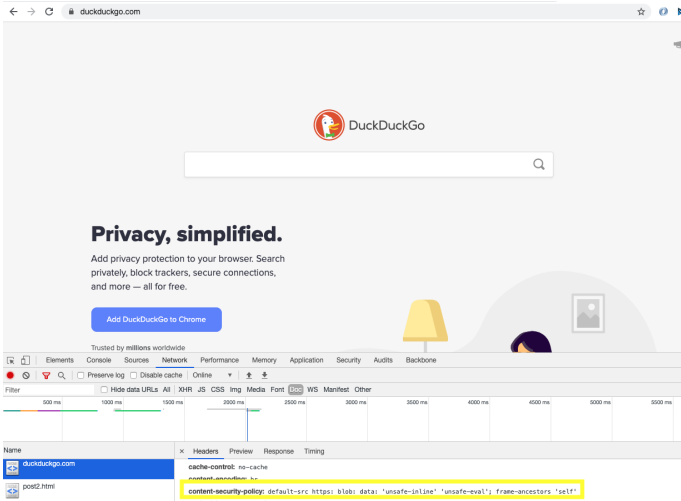 duckduckgo.com
DuckDuckGo
Privacy, simplified.
Add privacy protection to your browser. Search
privately, block trackers, secure connections,
and more — all for free.
Add DuckDuckGo to Chrome
Trusted by millions worldwide
Elements Console Sources Network Performance Memory Application Security Audits Backbone
Preserve log Disable cache Online
Filter Hide data URLs All XHR JS CSS Img Media Font Doc WS Manifest Other
500 ms 1000 ms 1500 ms 2000 ms 2500 ms 3000 ms 3500 ms 4000 ms 4500 ms 5000 ms 5500 ms
Name × Headers Preview Response Timing
duckduckgo.com
cache-control: no-cache
content-encoding: br
post2.html
content-security-policy: default-src https: blob: data: 'unsafe-inline' 'unsafe-eval'; frame-ancestors 'self'